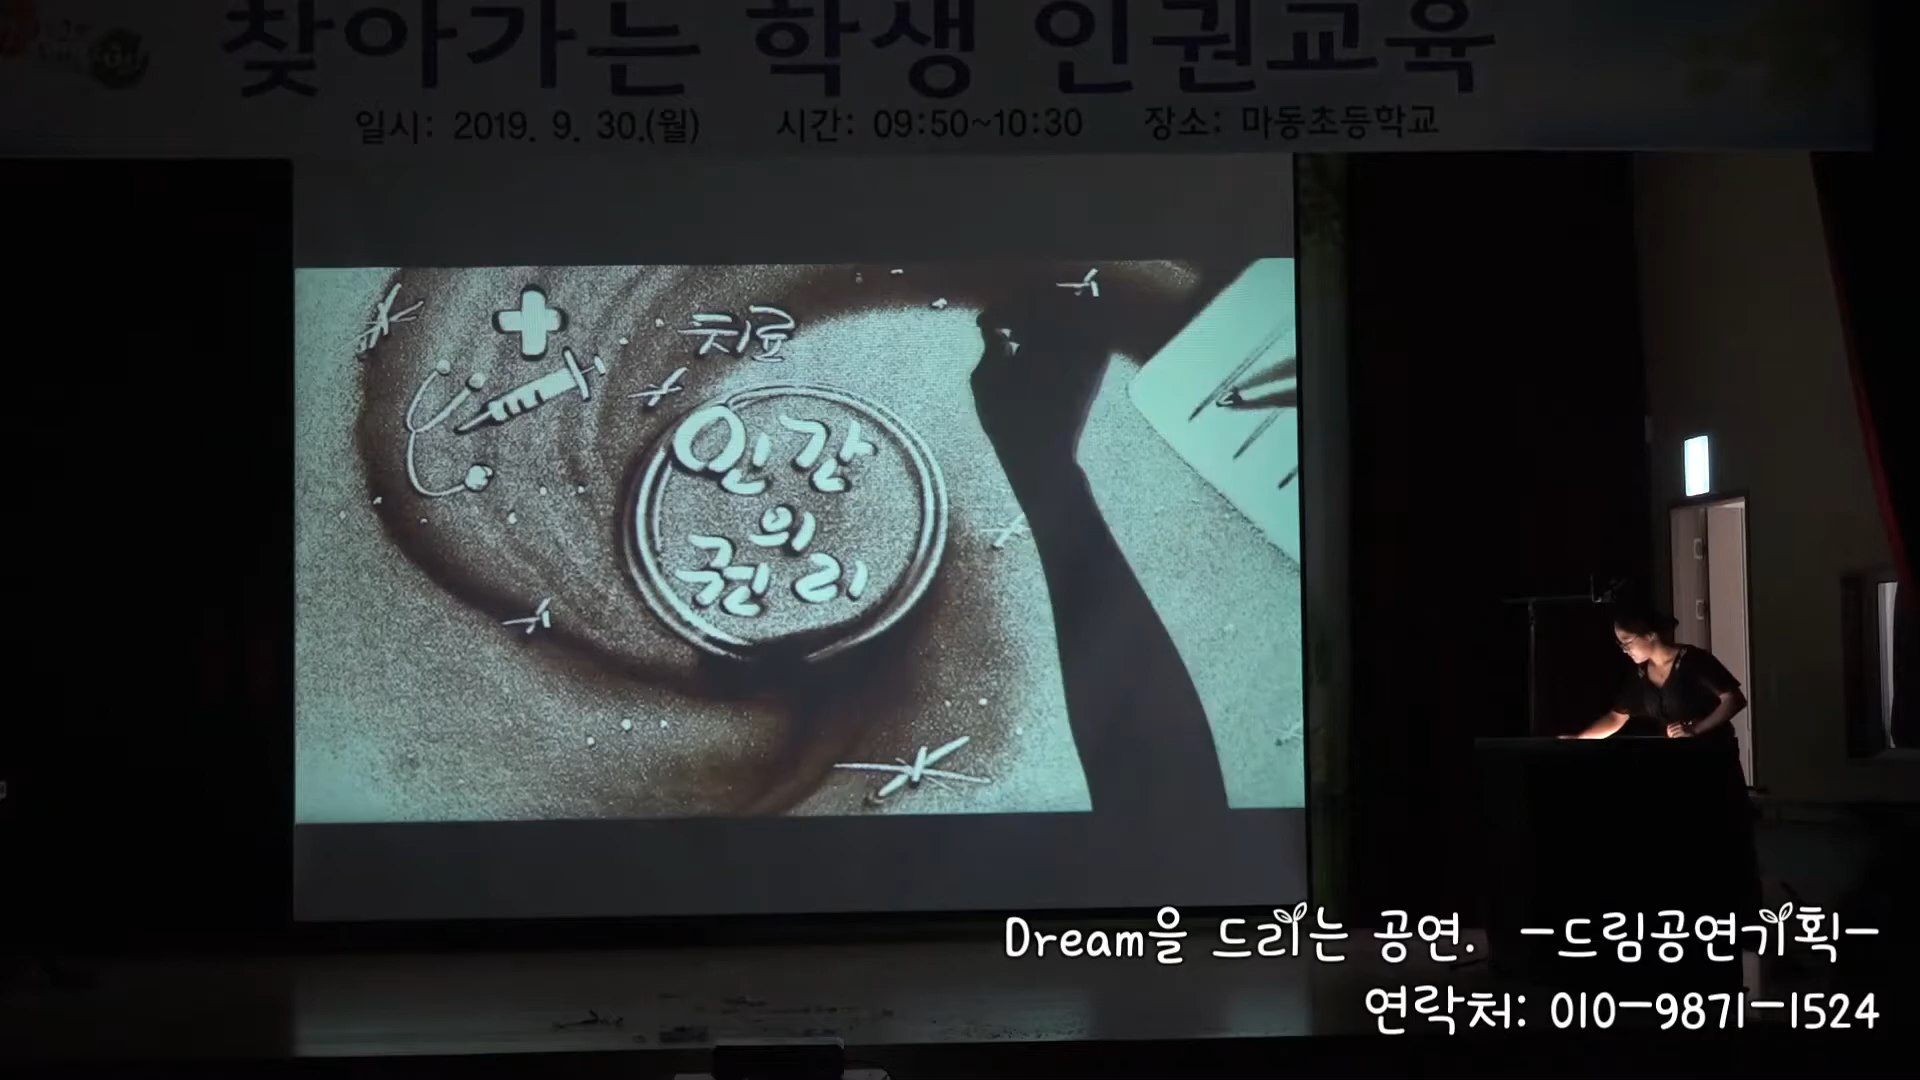 찾아가는 학생 인권교육
일시: 2019. 9. 30.(월) 시간: 09:50~10:30 장소: 마동초등학교
치료
인간
의
권리
Dream을 드리는 공연. -드림공연기획-
연락처: 010-9871-1524